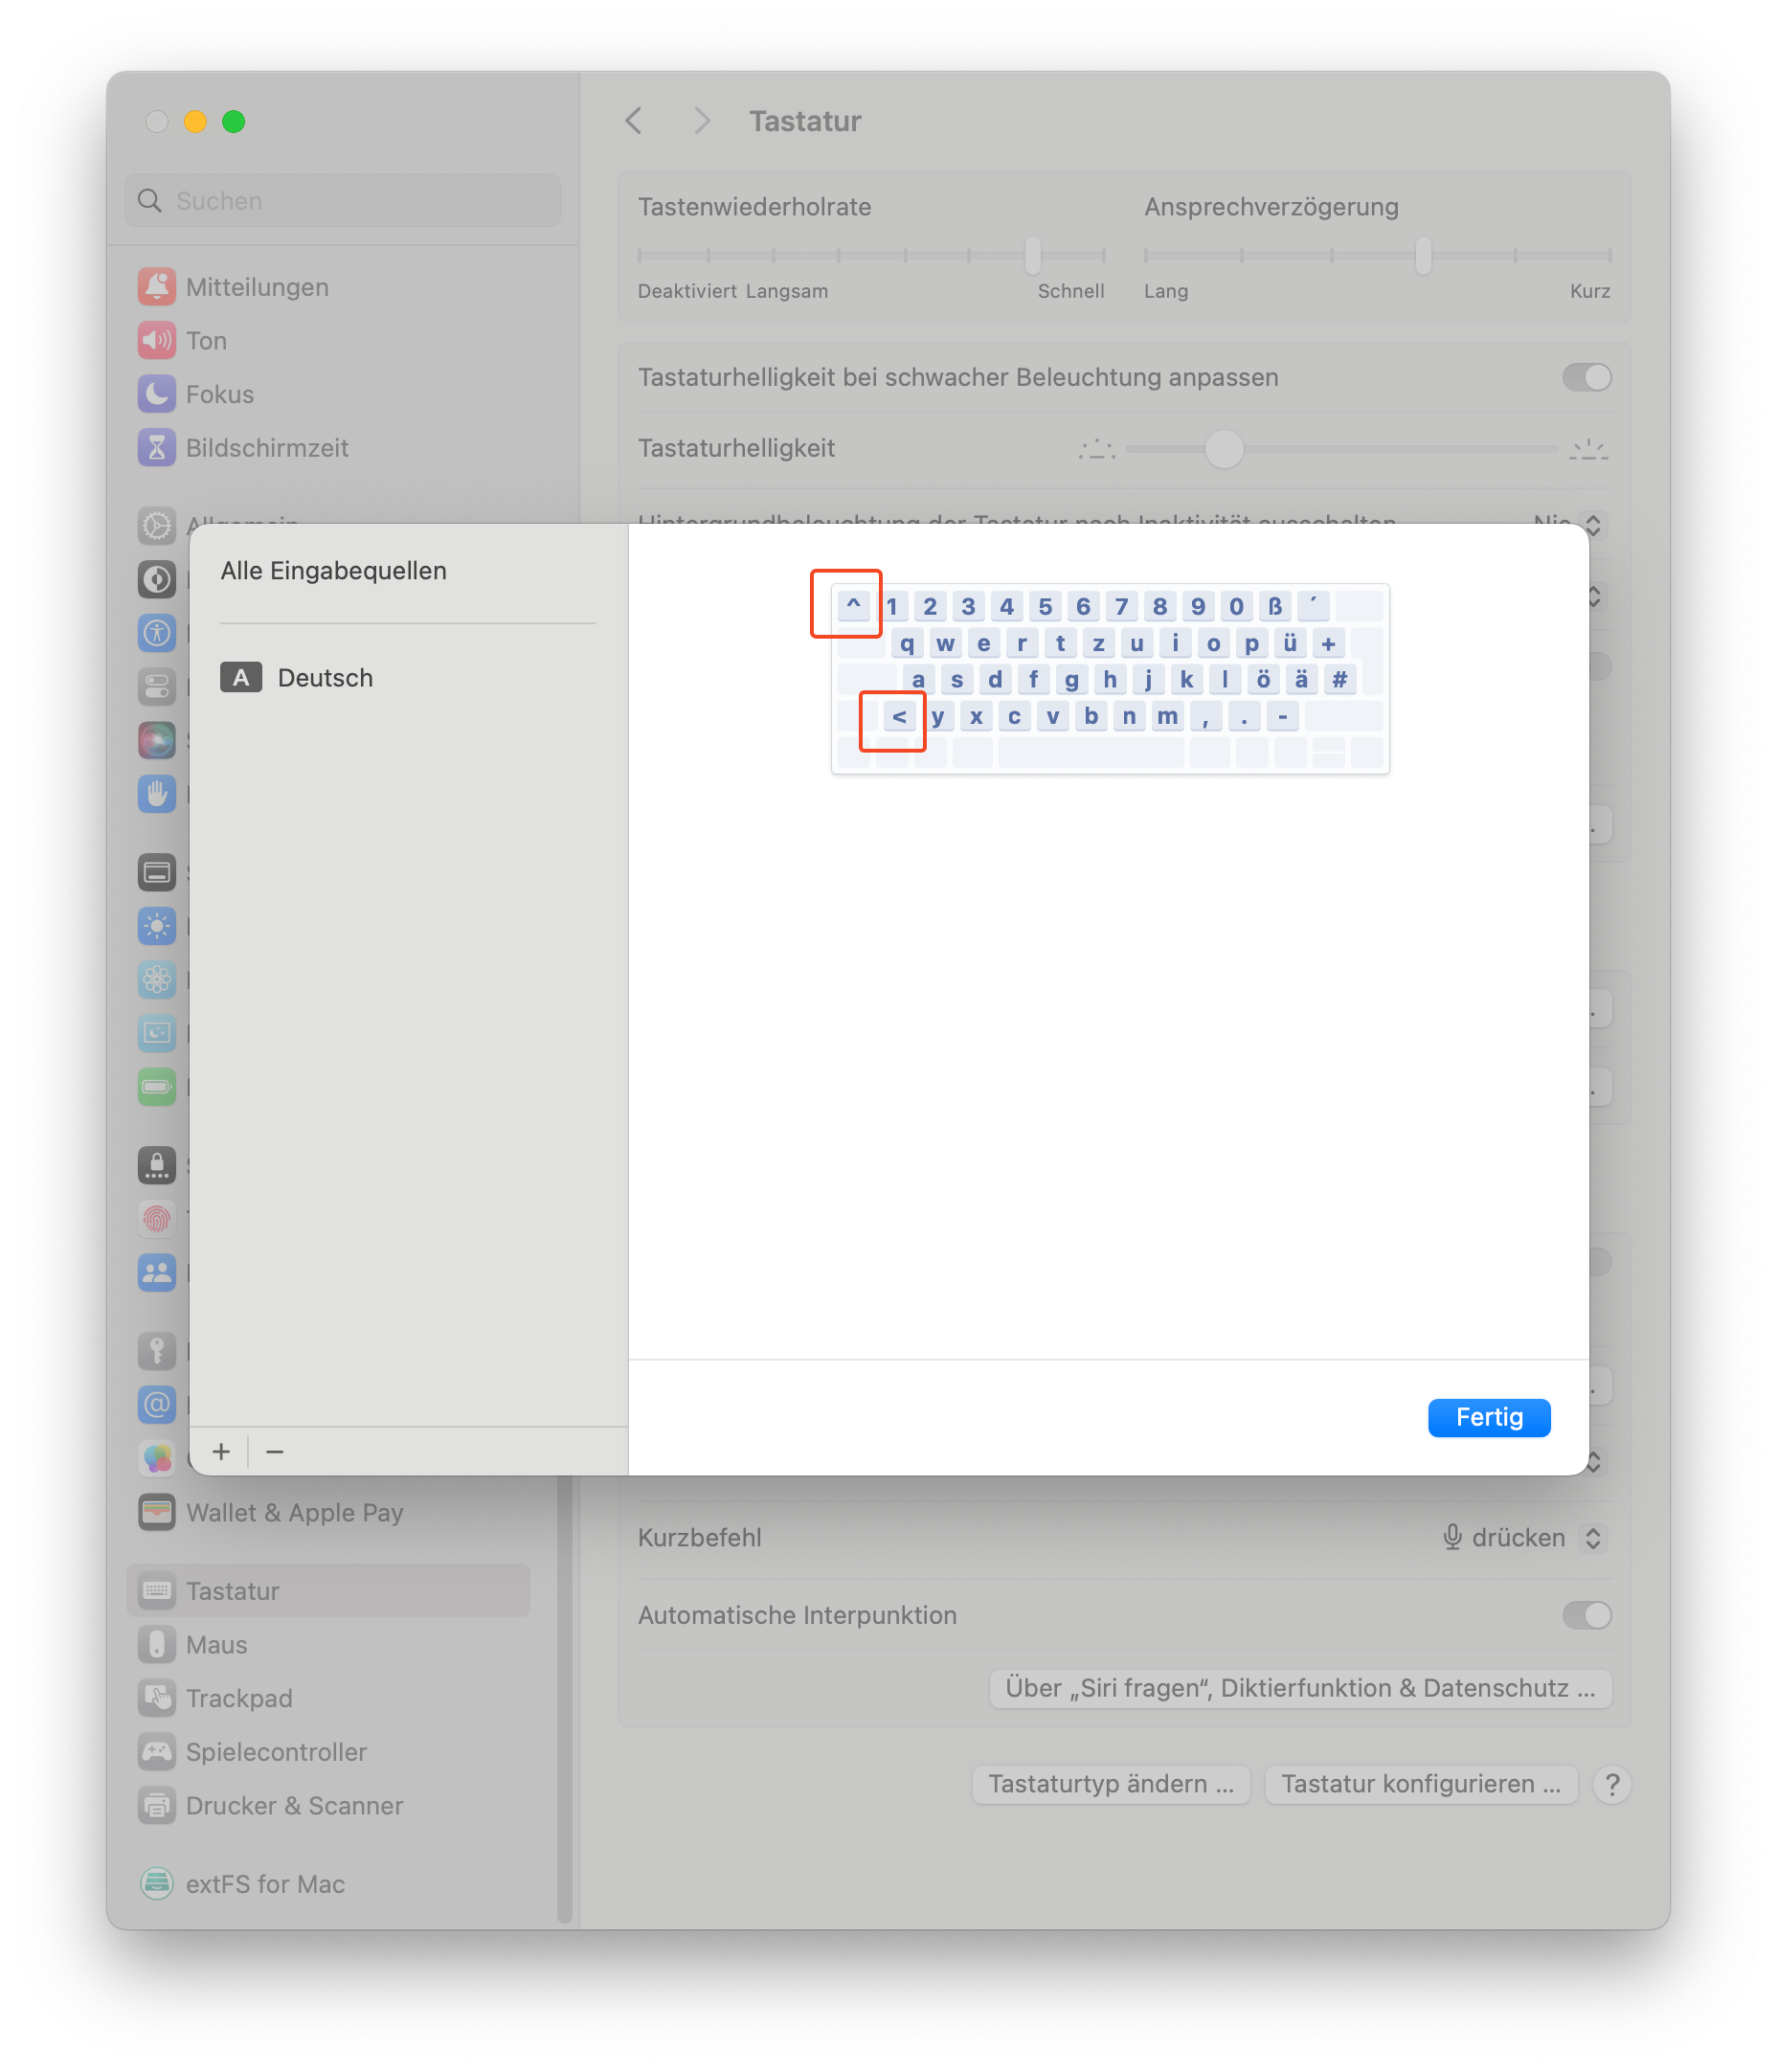 Tastatur
Suchen
Mitteilungen
Ton
Fokus
Bildschirmzeit
Tastenwiederholrate
Ansprechverzögerung
Deaktiviert Langsam Schnell
Lang Kurz
Tastaturhelligkeit bei schwacher Beleuchtung anpassen
Tastaturhelligkeit
Hintergrundbeleuchtung der Tastatur nach Inaktivität ausschalten Nie
Alle Eingabequellen
A Deutsch
^ 1 2 3 4 5 6 7 8 9 0 ß ´
q w e r t z u i o p ü +
a s d f g h j k l ö ä #
< y x c v b n m , . -
+ −
Fertig
Wallet & Apple Pay
Tastatur
Maus
Trackpad
Spielecontroller
Drucker & Scanner
extFS for Mac
Kurzbefehl drücken
Automatische Interpunktion
Über „Siri fragen“, Diktierfunktion & Datenschutz ...
Tastaturtyp ändern ... Tastatur konfigurieren ... ?